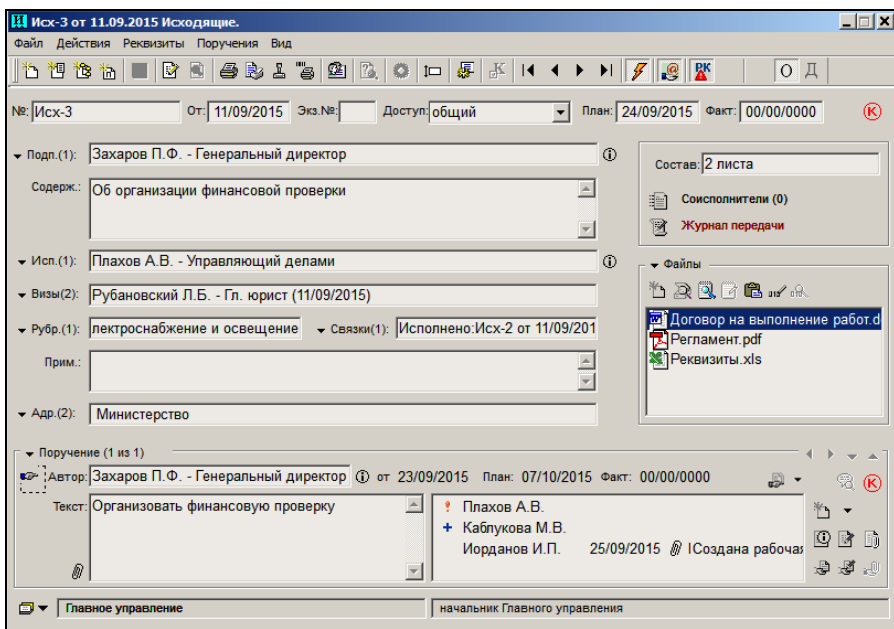 Исх-3 от 11.09.2015 Исходящие.
Файл Действия Реквизиты Поручения Вид
РК О Д
№: Исх-3 От: 11/09/2015 Экз.№: Доступ: общий План: 24/09/2015 Факт: 00/00/0000 К
Подп.(1): Захаров П.Ф. - Генеральный директор
Состав: 2 листа
Содерж.: Об организации финансовой проверки
Соисполнители (0)
Журнал передачи
Исп.(1): Плахов А.В. - Управляющий делами
Файлы
Визы(2): Рубановский Л.Б. - Гл. юрист (11/09/2015)
Договор на выполнение работ.d
Рубр.(1): лектроснабжение и освещение Связки(1): Исполнено:Исх-2 от 11/09/201
Регламент.pdf
Реквизиты.xls
Прим.:
Адр.(2): Министерство
Поручение (1 из 1)
Автор: Захаров П.Ф. - Генеральный директор от 23/09/2015 План: 07/10/2015 Факт: 00/00/0000 К
Текст: Организовать финансовую проверку
Плахов А.В.
Каблукова М.В.
Иорданов И.П. 25/09/2015 |Создана рабочая
Главное управление
начальник Главного управления